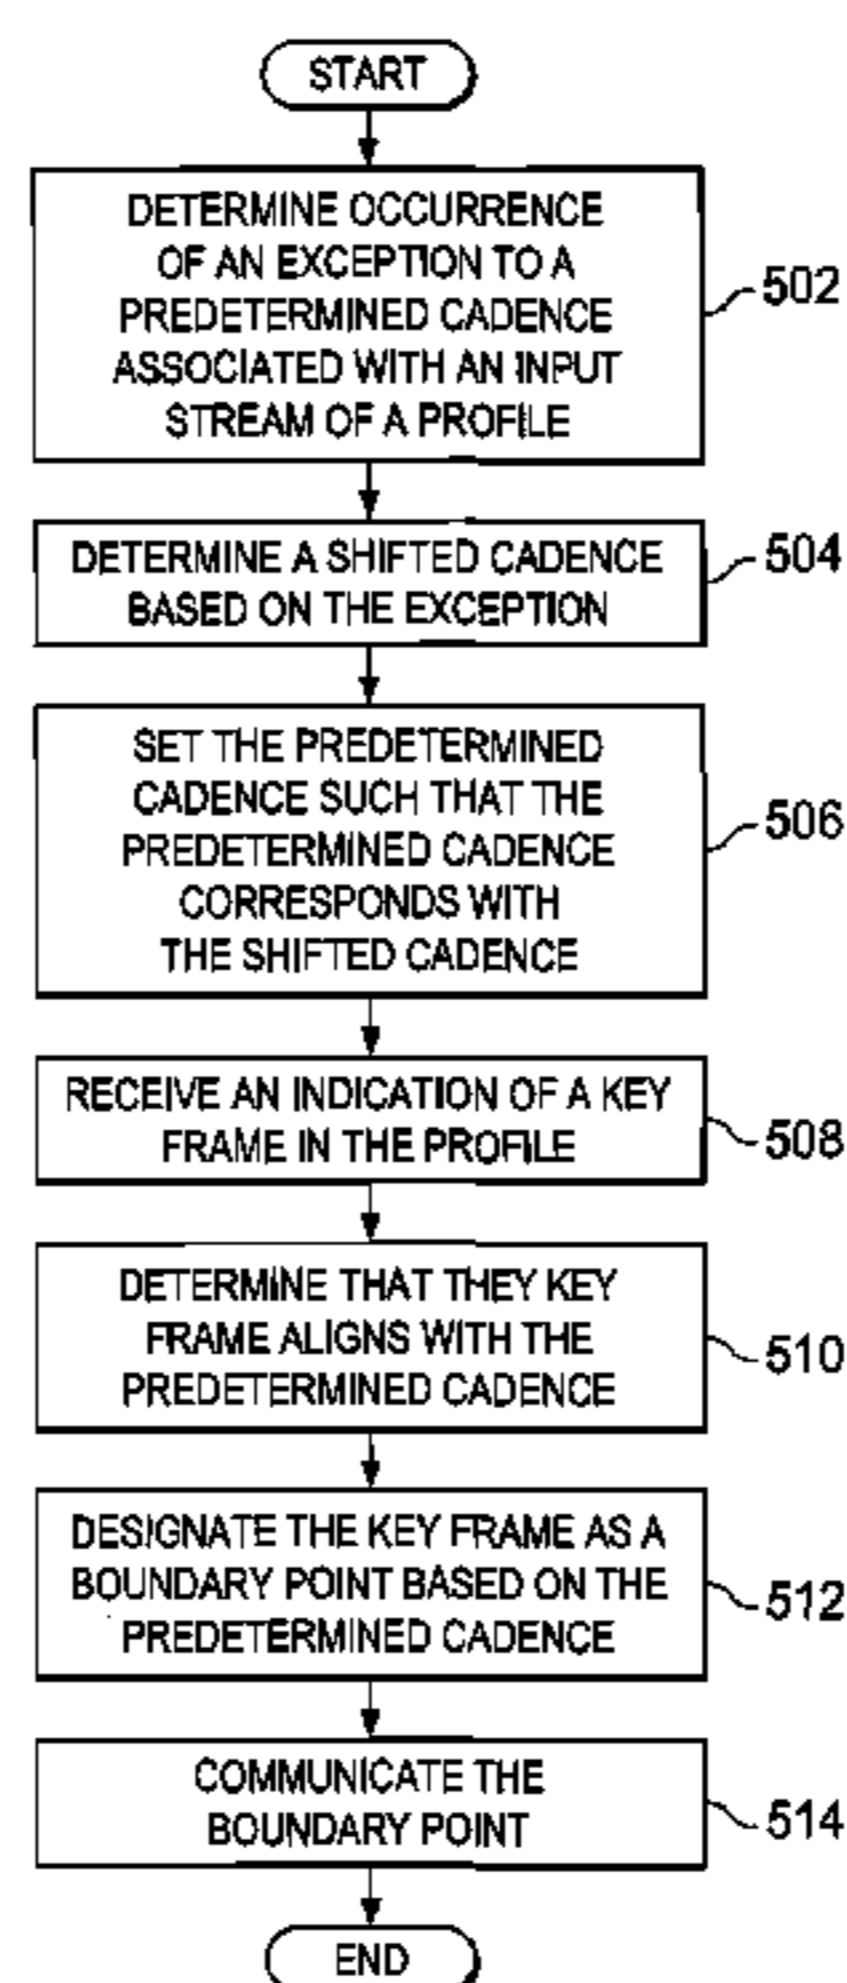 START
DETERMINE OCCURRENCE
OF AN EXCEPTION TO A
PREDETERMINED CADENCE
ASSOCIATED WITH AN INPUT
STREAM OF A PROFILE
502
DETERMINE A SHIFTED CADENCE
BASED ON THE EXCEPTION
504
SET THE PREDETERMINED
CADENCE SUCH THAT THE
PREDETERMINED CADENCE
CORRESPONDS WITH
THE SHIFTED CADENCE
506
RECEIVE AN INDICATION OF A KEY
FRAME IN THE PROFILE
508
DETERMINE THAT THEY KEY
FRAME ALIGNS WITH THE
PREDETERMINED CADENCE
510
DESIGNATE THE KEY FRAME AS A
BOUNDARY POINT BASED ON THE
PREDETERMINED CADENCE
512
COMMUNICATE THE
BOUNDARY POINT
514
END